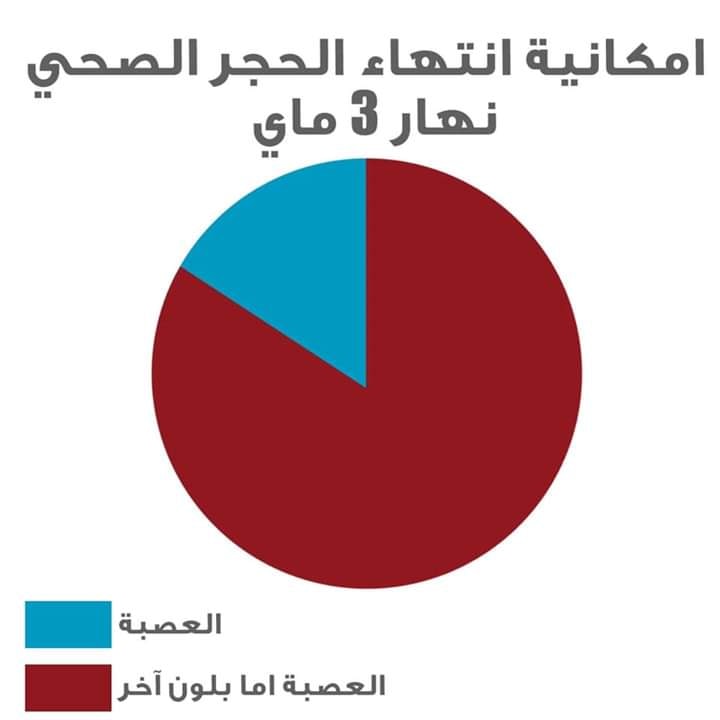 امكانية انتهاء الحجر الصحي
نهار 3 ماي
العصبة
العصبة اما بلون آخر